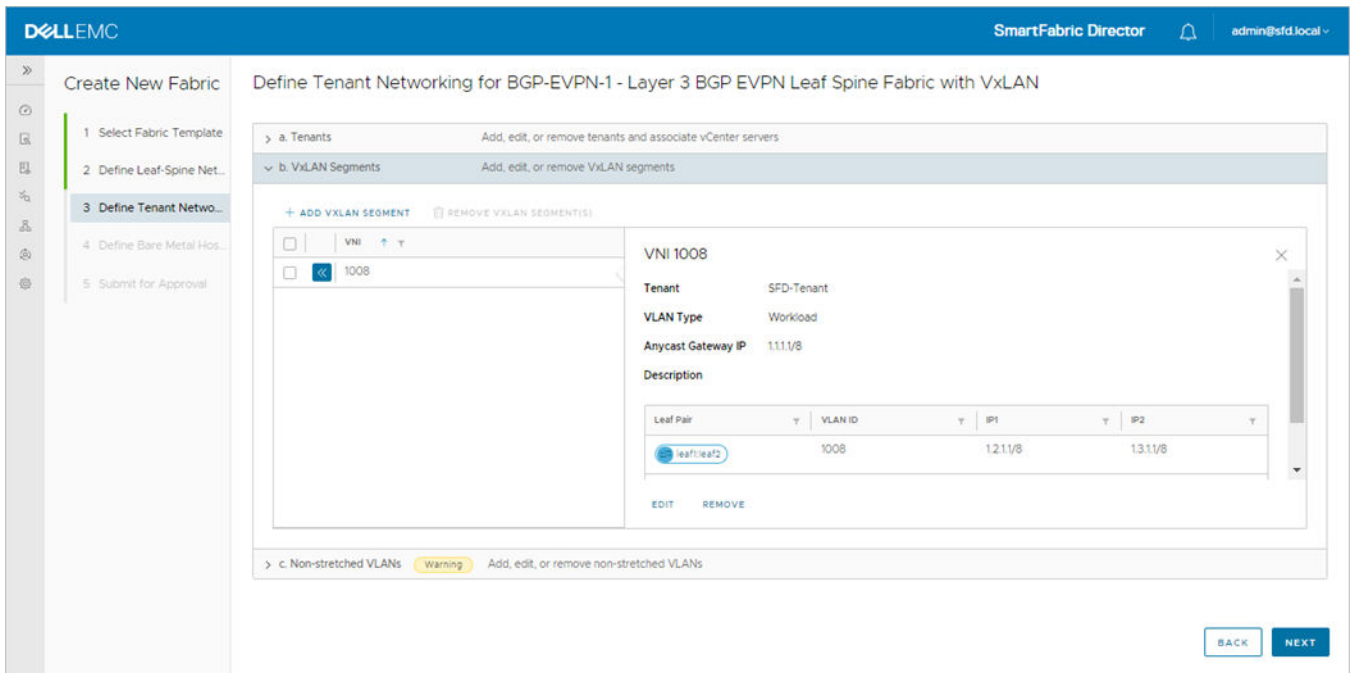 DELLEMC
SmartFabric Director
admin@sfd.local
Create New Fabric
1 Select Fabric Template
2 Define Leaf-Spine Net...
3 Define Tenant Netwo...
4 Define Bare Metal Hos...
5 Submit for Approval
Define Tenant Networking for BGP-EVPN-1 - Layer 3 BGP EVPN Leaf Spine Fabric with VxLAN
a. Tenants Add, edit, or remove tenants and associate vCenter servers
b. VxLAN Segments Add, edit, or remove VxLAN segments
+ ADD VXLAN SEGMENT REMOVE VXLAN SEGMENT(S)
VNI
1008
VNI 1008
Tenant SFD-Tenant
VLAN Type Workload
Anycast Gateway IP 1.1.1.1/8
Description
Leaf Pair VLAN ID IP1 IP2
leaf1:leaf2 1008 1.2.1.1/8 1.3.1.1/8
EDIT REMOVE
c. Non-stretched VLANs Warning Add, edit, or remove non-stretched VLANs
BACK NEXT